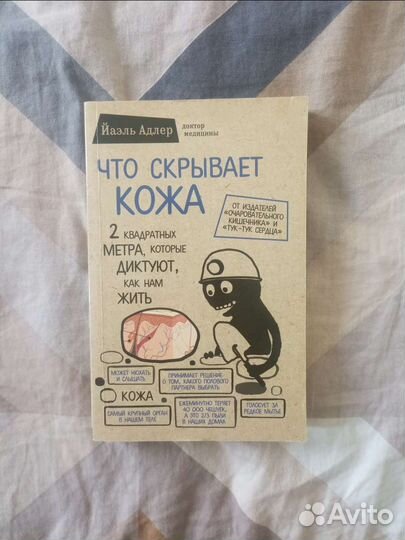 Йаэль Адлер
доктор
медицины
ЧТО СКРЫВАЕТ
КОЖА
ОТ ИЗДАТЕЛЕЙ
«ОЧАРОВАТЕЛЬНОГО
КИШЕЧНИКА» И
«ТУК-ТУК СЕРДЦА»
2 КВАДРАТНЫХ
МЕТРА, КОТОРЫЕ
ДИКТУЮТ,
КАК НАМ
ЖИТЬ
МОЖЕТ НЮХАТЬ
И СЛЫШАТЬ
ПРИНИМАЕТ РЕШЕНИЕ
О ТОМ, КАКОГО ПОЛОВОГО
ПАРТНЕРА ВЫБРАТЬ
КОЖА
САМЫЙ КРУПНЫЙ ОРГАН
В НАШЕМ ТЕЛЕ
ЕЖЕМИНУТНО ТЕРЯЕТ
40 000 ЧЕШУЕК,
А ЭТО 2/3 ПЫЛИ
В НАШИХ ДОМАХ
ГОЛОСУЕТ ЗА
РЕДКОЕ МЫТЬЕ
Avito